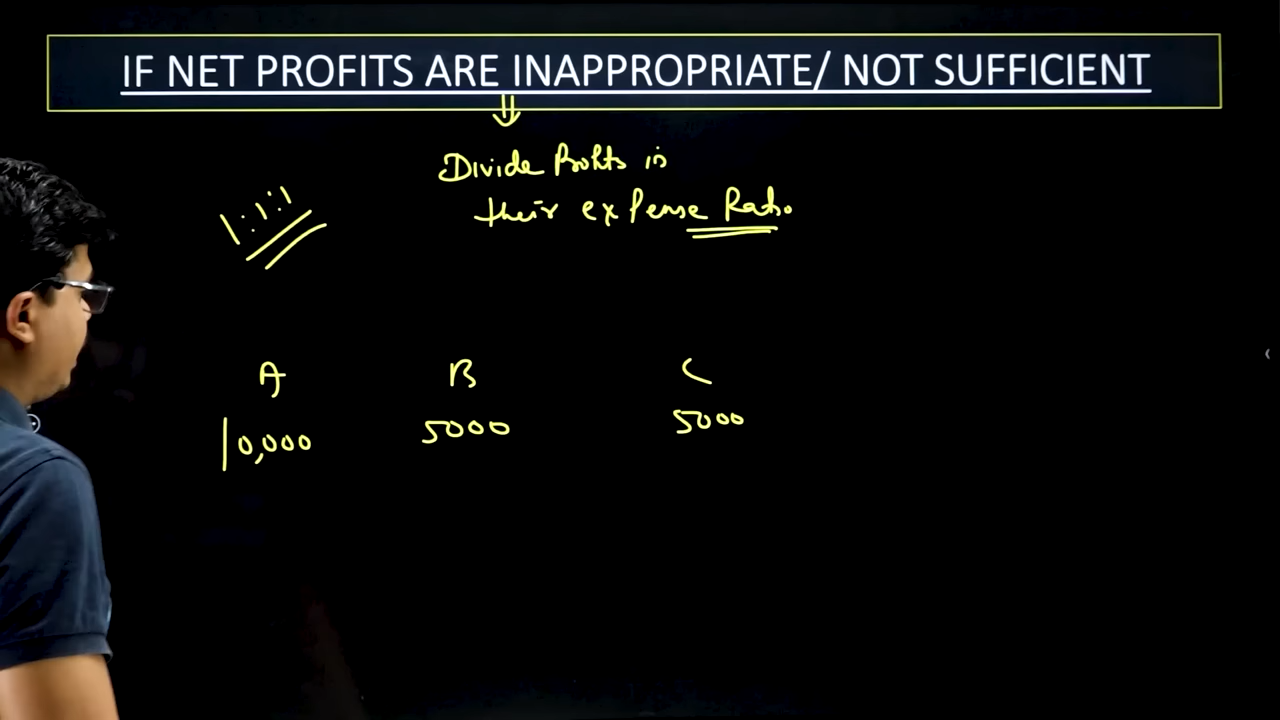 IF NET PROFITS ARE INAPPROPRIATE/ NOT SUFFICIENT
Divide Profits in
their expense Ratio
1:1:1
A B C
10,000 5000 5000